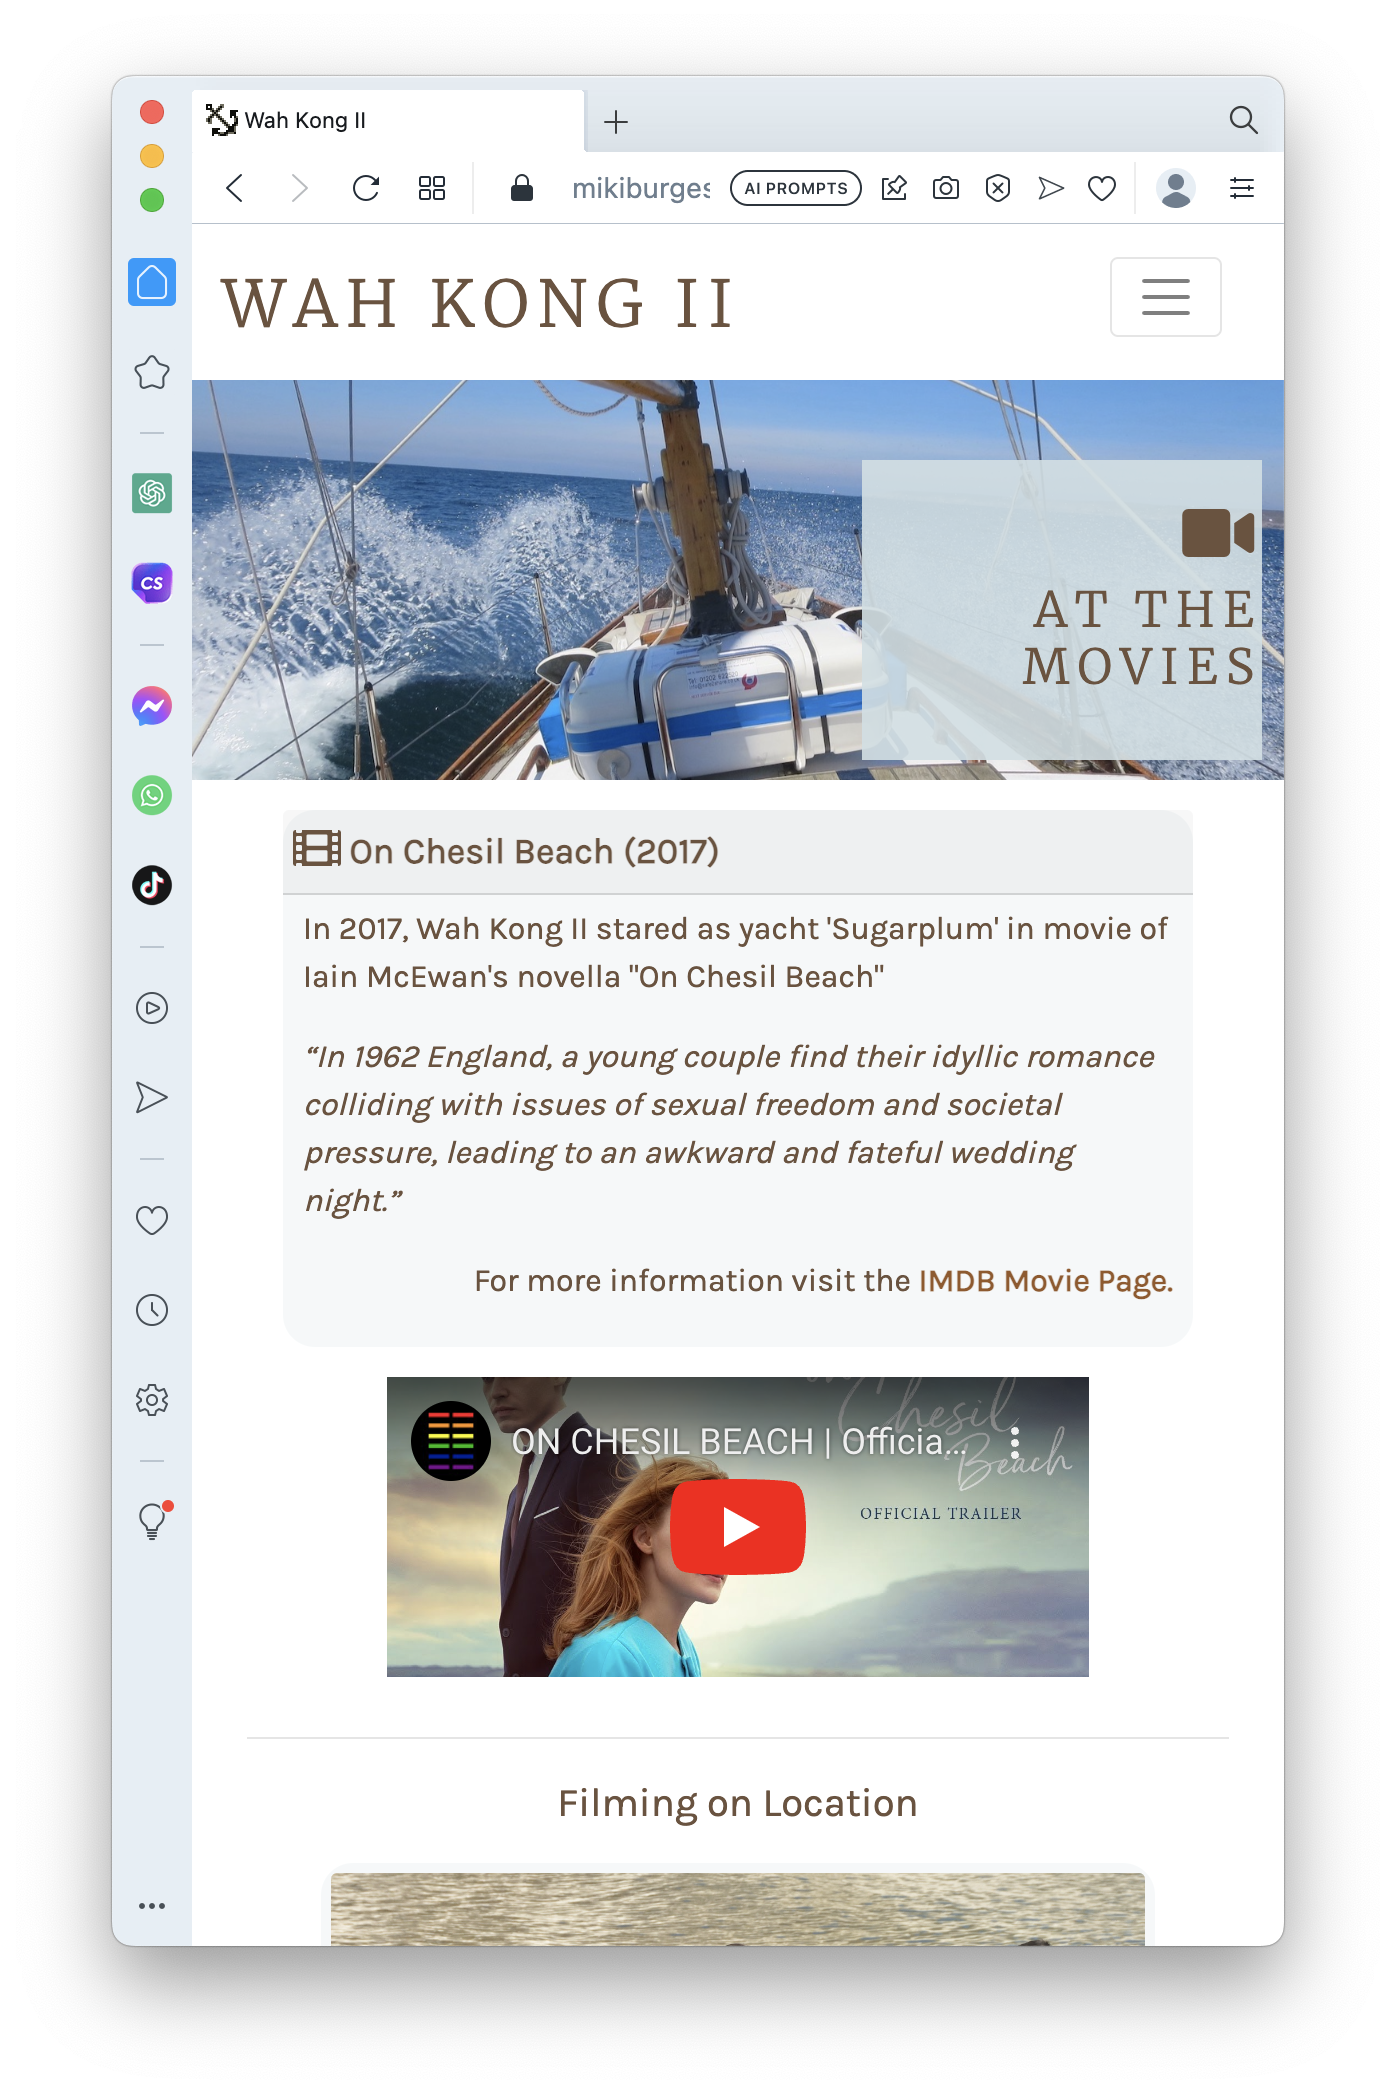 Wah Kong II
mikiburges
AI PROMPTS
WAH KONG II
CS
AT THE
MOVIES
On Chesil Beach (2017)
In 2017, Wah Kong II stared as yacht 'Sugarplum' in movie of
Iain McEwan's novella "On Chesil Beach"
“In 1962 England, a young couple find their idyllic romance
colliding with issues of sexual freedom and societal
pressure, leading to an awkward and fateful wedding
night.”
For more information visit the IMDB Movie Page.
ON CHESIL BEACH | Officia...
Chesil
Beach
OFFICIAL TRAILER
Filming on Location